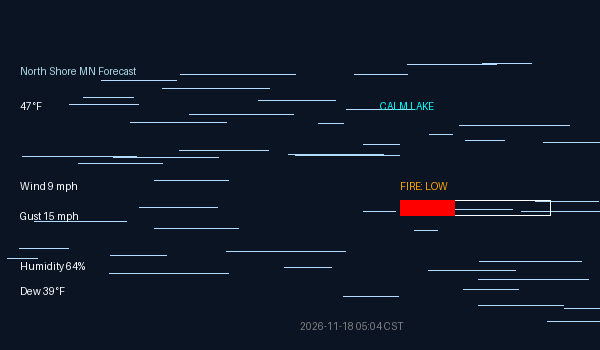 North Shore MN Forecast
47°F
CALM LAKE
Wind 9 mph
FIRE: LOW
Gust 15 mph
Humidity 64%
Dew 39°F
2026-11-18 05:04 CST